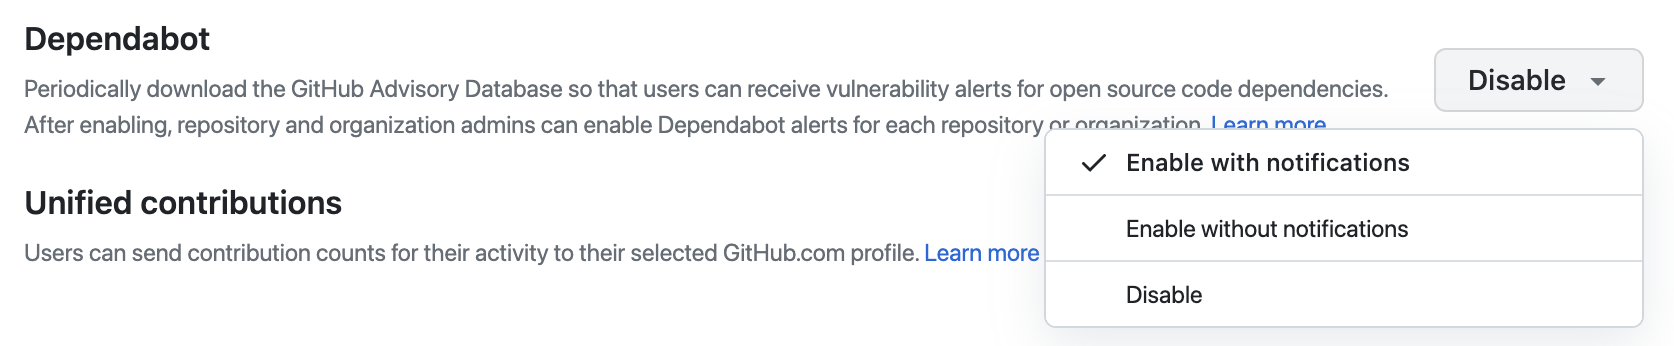 Dependabot
Periodically download the GitHub Advisory Database so that users can receive vulnerability alerts for open source code dependencies.
After enabling, repository and organization admins can enable Dependabot alerts for each repository or organization. Learn more
Disable
Enable with notifications
Enable without notifications
Disable
Unified contributions
Users can send contribution counts for their activity to their selected GitHub.com profile. Learn more